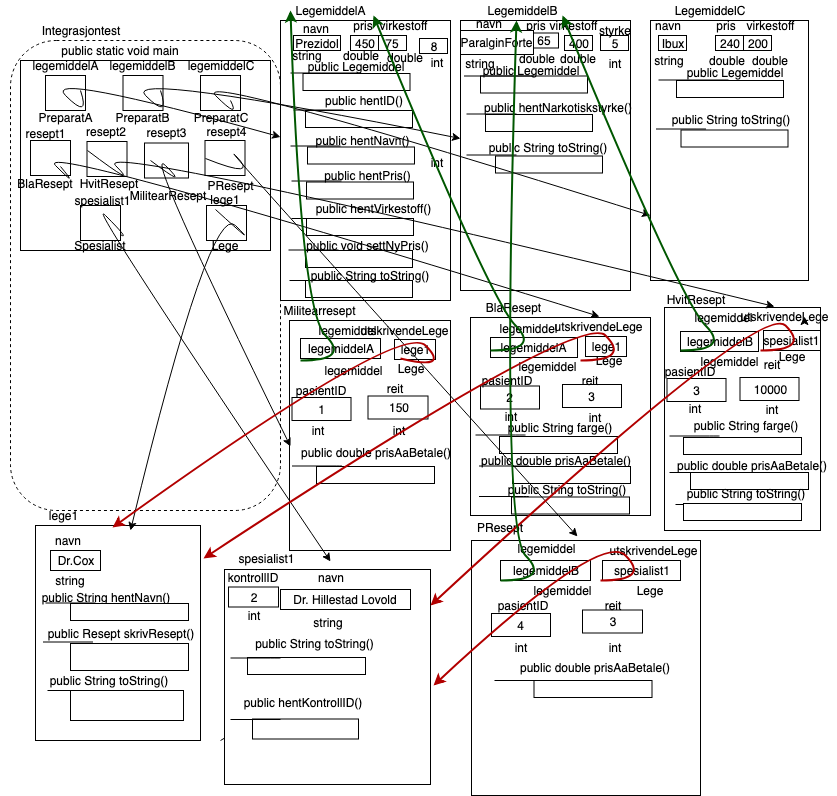 Integrasjontest
public static void main
legemiddelA legemiddelB legemiddelC
PreparatA PreparatB PreparatC
resept1 resept2 resept3 resept4
BlaResept HvitResept MilitearResept PResept
spesialist1 lege1
Spesialist Lege
LegemiddelA
navn pris virkestoff
Prezidol 450 75 8
string double double int
public Legemiddel
public hentID()
public hentNavn()
int
public hentPris()
public hentVirkestoff()
public void settNyPris()
public String toString()
LegemiddelB
navn pris virkestoff styrke
ParalginForte 65 400 5
string double double int
public Legemiddel
public hentNarkotiskstyrke()
public String toString()
LegemiddelC
navn pris virkestoff
Ibux 240 200
string double double
public Legemiddel
public String toString()
Militearresept
legemiddel utskrivendeLege
legemiddelA lege1
legemiddel Lege
pasientID reit
1 150
int int
public double prisAaBetale()
BlaResept
legemiddel utskrivendeLege
legemiddelA lege1
legemiddel Lege
pasientID reit
2 3
int int
public String farge()
public double prisAaBetale()
public String toString()
HvitResept
legemiddel utskrivendeLege
legemiddelB spesialist1
legemiddel Lege
pasientID reit
3 10000
int int
public String farge()
public double prisAaBetale()
public String toString()
lege1
navn
Dr.Cox
string
public String hentNavn()
public Resept skrivResept()
public String toString()
spesialist1
kontrollID navn
2 Dr. Hillestad Lovold
int string
public String toString()
public hentKontrollID()
PResept
legemiddel utskrivendeLege
legemiddelB spesialist1
legemiddel Lege
pasientID reit
4 3
int int
public double prisAaBetale()